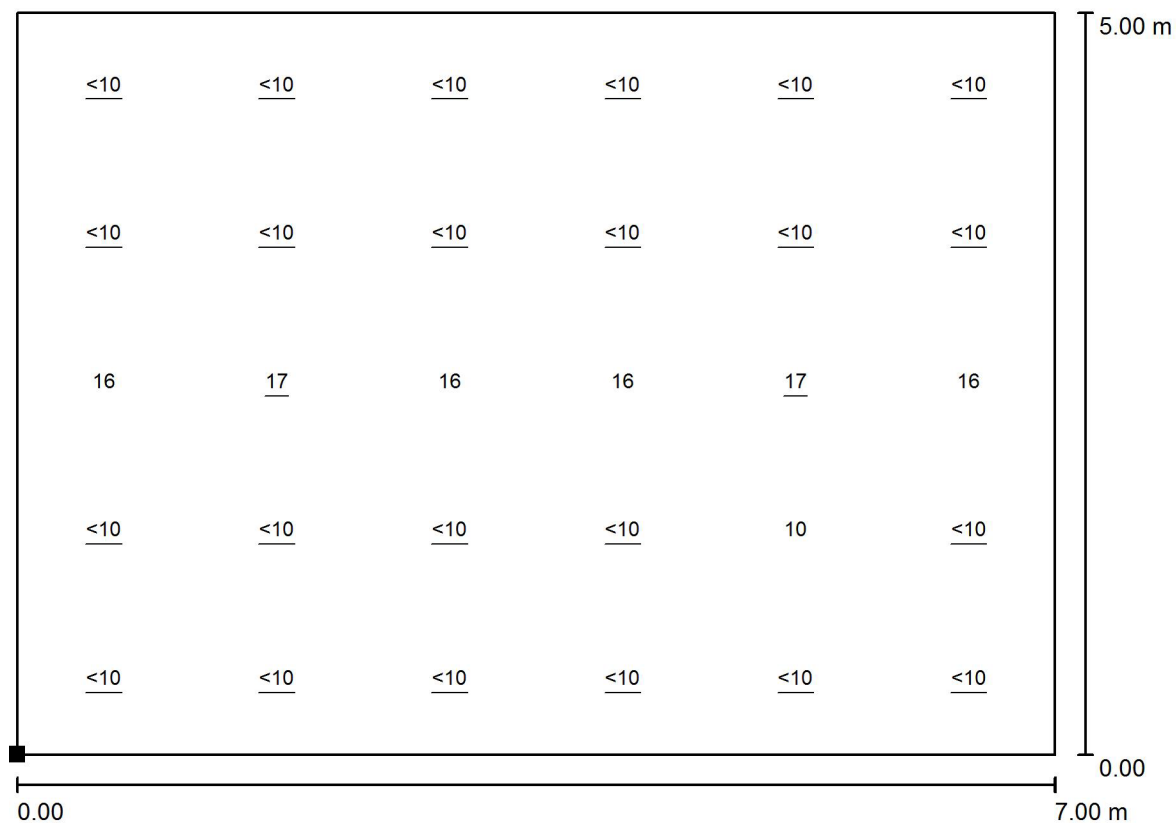 5.00 m
<10 <10 <10 <10 <10 <10
<10 <10 <10 <10 <10 <10
16 17 16 16 17 16
<10 <10 <10 <10 10 <10
<10 <10 <10 <10 <10 <10
0.00
0.00 7.00 m